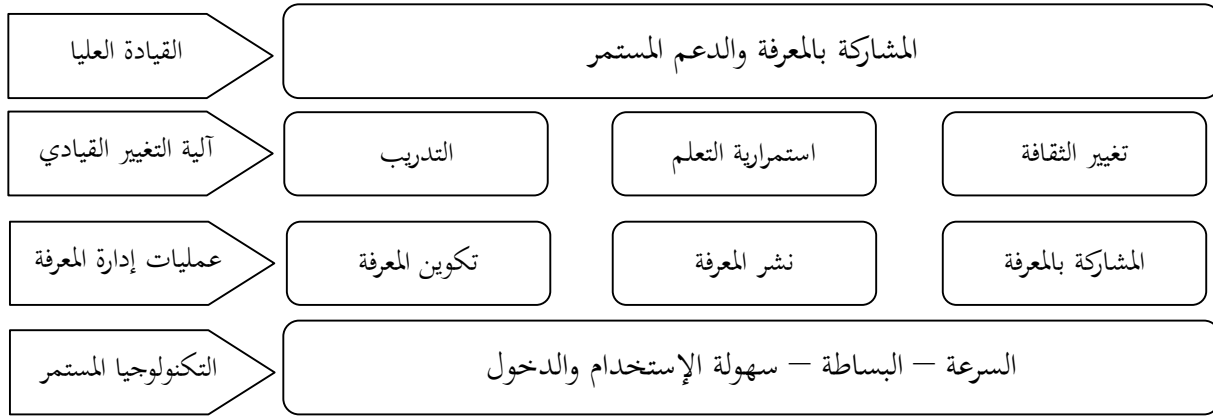 القيادة العليا
المشاركة بالمعرفة والدعم المستمر
آلية التغيير القيادي
التدريب
استمرارية التعلم
تغيير الثقافة
عمليات إدارة المعرفة
تكوين المعرفة
نشر المعرفة
المشاركة بالمعرفة
التكنولوجيا المستمر
السرعة – البساطة – سهولة الإستخدام والدخول